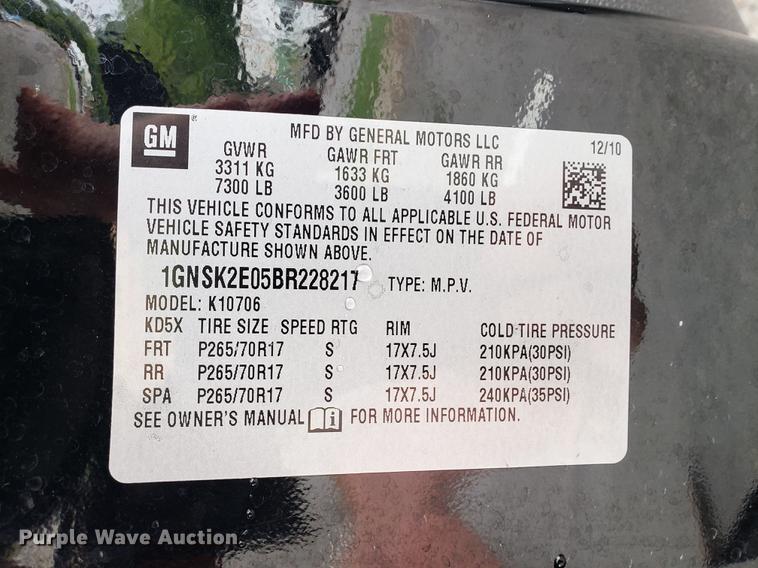 GM
MFD BY GENERAL MOTORS LLC 12/10
GVWR GAWR FRT GAWR RR
3311 KG 1633 KG 1860 KG
7300 LB 3600 LB 4100 LB
THIS VEHICLE CONFORMS TO ALL APPLICABLE U.S. FEDERAL MOTOR
VEHICLE SAFETY STANDARDS IN EFFECT ON THE DATE OF
MANUFACTURE SHOWN ABOVE.
1GNSK2E05BR228217 TYPE: M.P.V.
MODEL: K10706
KD5X TIRE SIZE SPEED RTG RIM COLD TIRE PRESSURE
FRT P265/70R17 S 17X7.5J 210KPA(30PSI)
RR P265/70R17 S 17X7.5J 210KPA(30PSI)
SPA P265/70R17 S 17X7.5J 240KPA(35PSI)
SEE OWNER'S MANUAL FOR MORE INFORMATION.
Purple Wave Auction